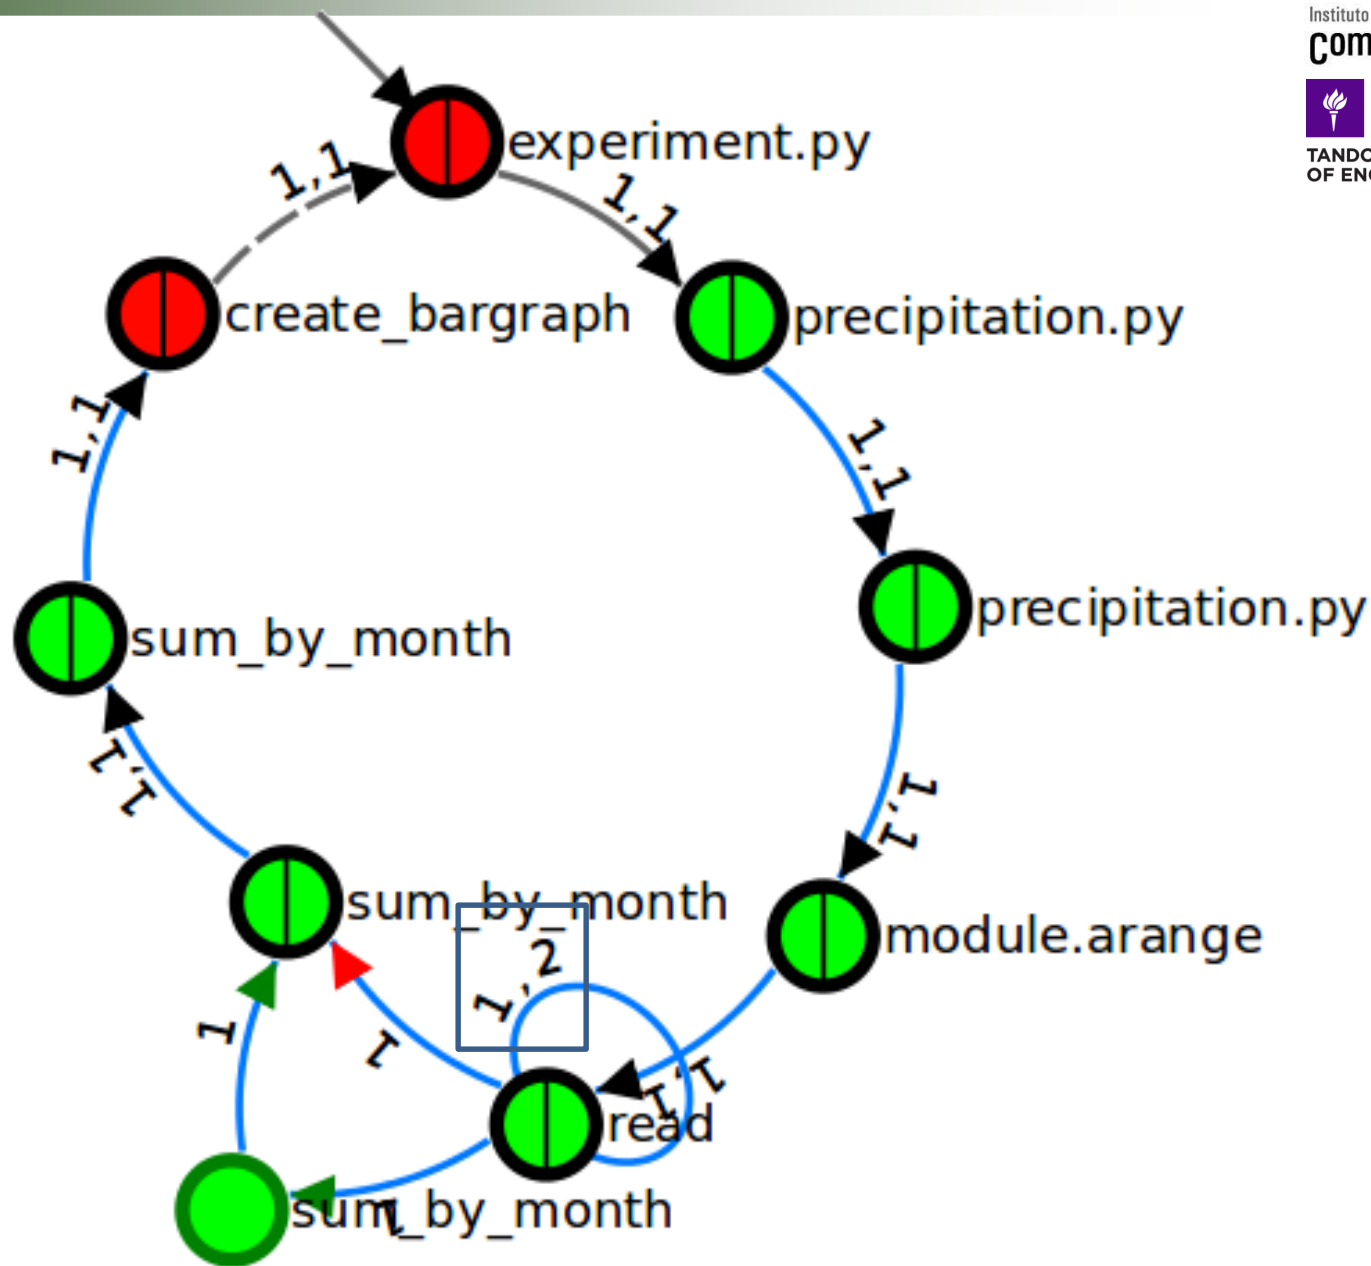 Instituto
Com
TANDO
OF EN
experiment.py
1,1
1,1
create_bargraph
precipitation.py
1,1
1,1
precipitation.py
sum_by_month
1,1
1,1
sum_by_month
module.arange
1,2
1
1
1,1
read
sum_by_month
1